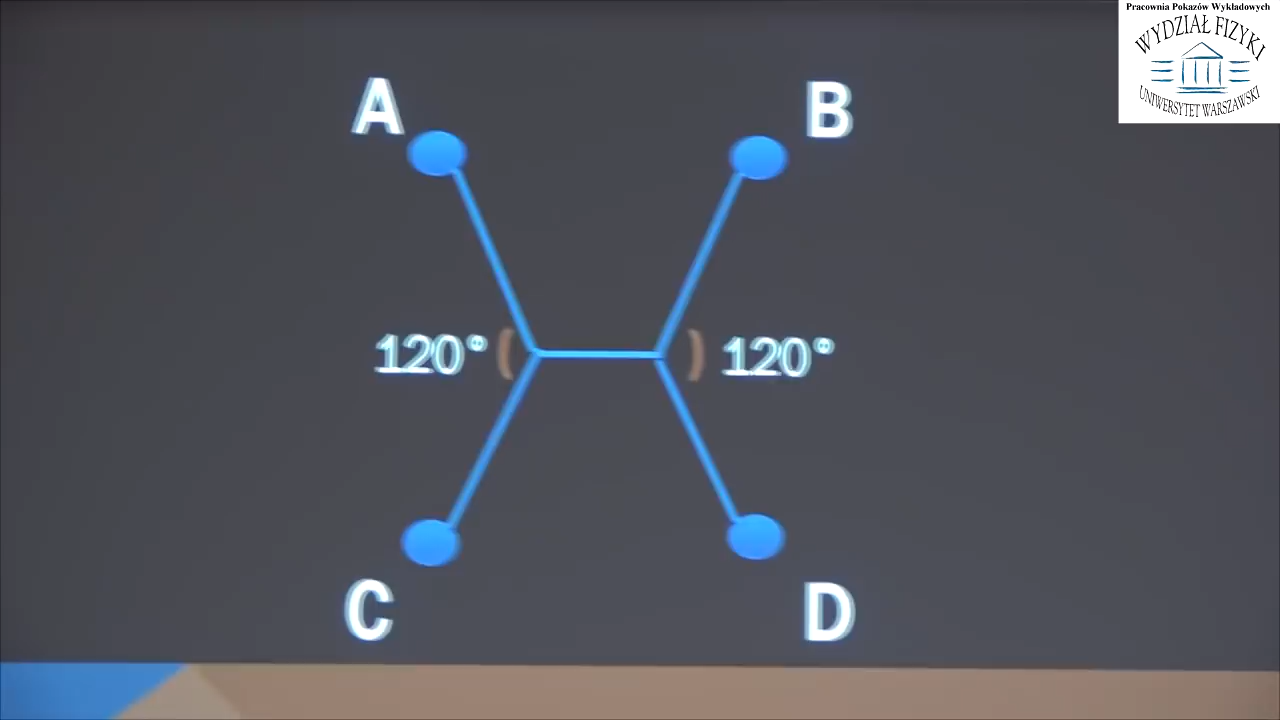 Pracownia Pokazów Wykładowych
WYDZIAŁ FIZYKI
UNIWERSYTET WARSZAWSKI
A
B
120°
120°
C
D